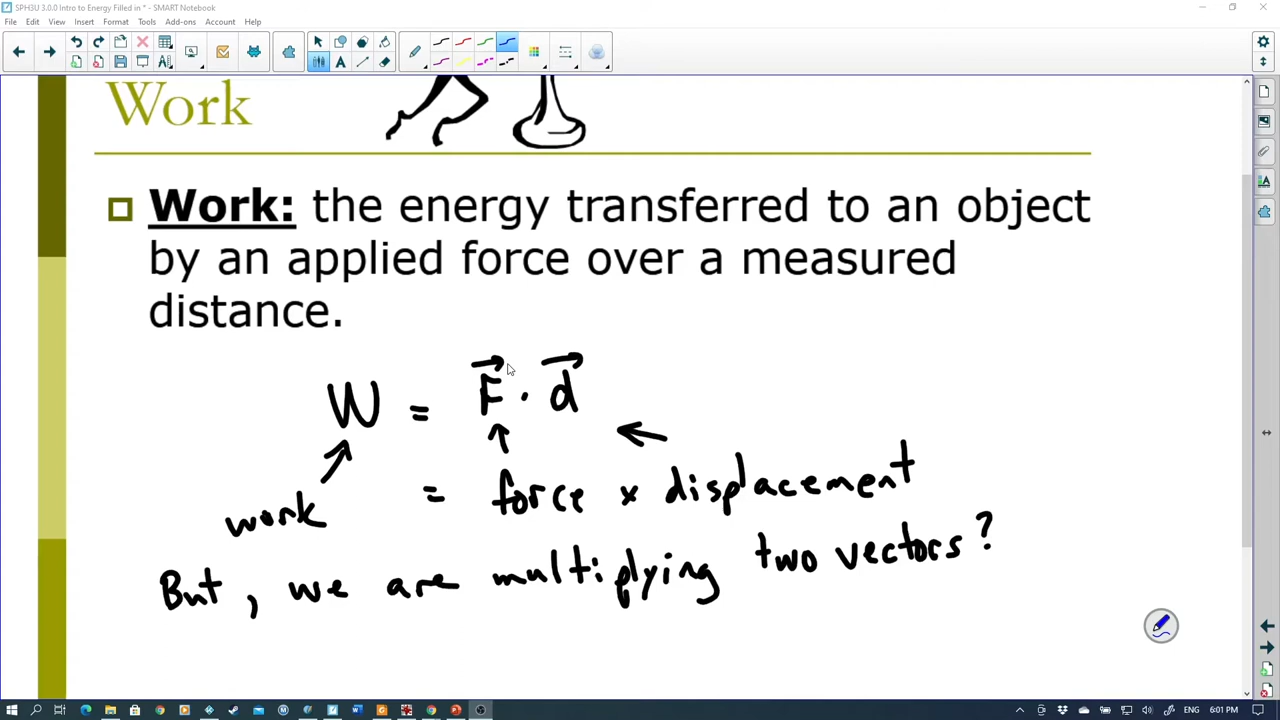 SPH3U 3.0.0 Intro to Energy Filled in * - SMART Notebook
File Edit View Insert Format Tools Add-ons Account Help
Work
Work: the energy transferred to an object
by an applied force over a measured
distance.
W = F · d
= force x displacement
work
But, we are multiplying two vectors?
6:01 PM